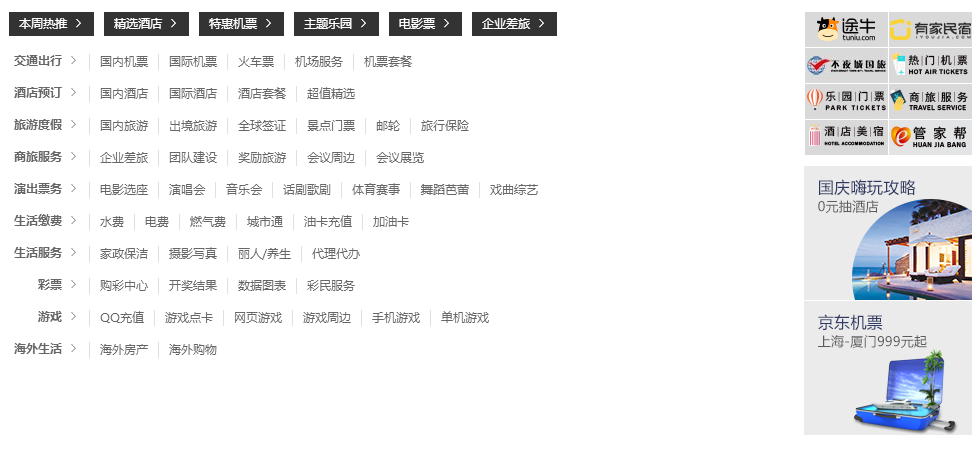 本周热推 精选酒店 特惠机票 主题乐园 电影票 企业差旅
交通出行 国内机票 国际机票 火车票 机场服务 机票套餐
酒店预订 国内酒店 国际酒店 酒店套餐 超值精选
旅游度假 国内旅游 出境旅游 全球签证 景点门票 邮轮 旅行保险
商旅服务 企业差旅 团队建设 奖励旅游 会议周边 会议展览
演出票务 电影选座 演唱会 音乐会 话剧歌剧 体育赛事 舞蹈芭蕾 戏曲综艺
生活缴费 水费 电费 燃气费 城市通 油卡充值 加油卡
生活服务 家政保洁 摄影写真 丽人/养生 代理代办
彩票 购彩中心 开奖结果 数据图表 彩民服务
游戏 QQ充值 游戏点卡 网页游戏 游戏周边 手机游戏 单机游戏
海外生活 海外房产 海外购物
途牛
tuniu.com
有家民宿
IYOUJIA.COM
不夜城国旅
热门机票
HOT AIR TICKETS
乐园门票
PARK TICKETS
商旅服务
TRAVEL SERVICE
酒店美宿
HOTEL ACCOMMODATION
管家帮
HUAN JIA BANG
国庆嗨玩攻略
0元抽酒店
京东机票
上海-厦门999元起